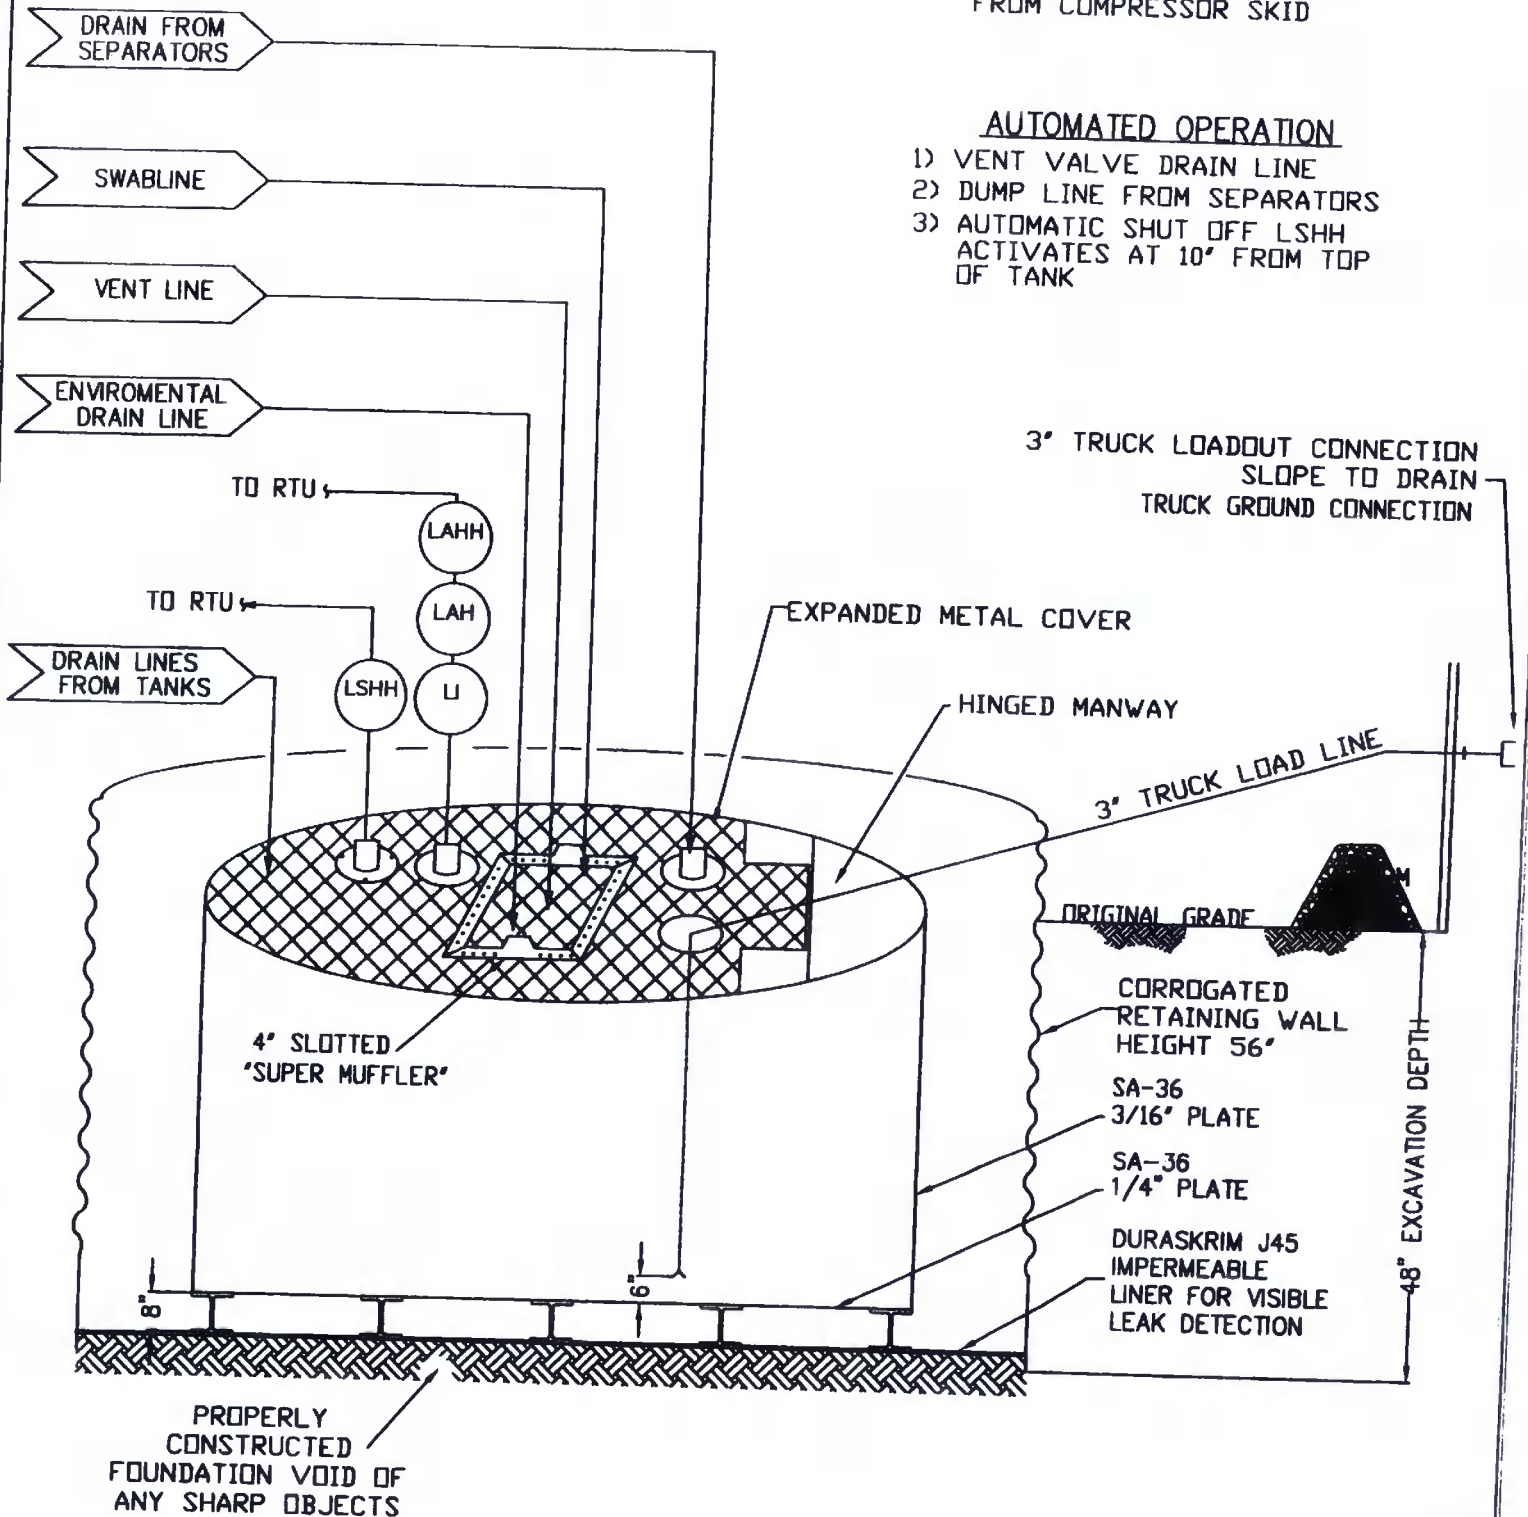 FROM COMPRESSOR SKID
DRAIN FROM
SEPARATORS
AUTOMATED OPERATION
1) VENT VALVE DRAIN LINE
2) DUMP LINE FROM SEPARATORS
3) AUTOMATIC SHUT OFF LSHH
ACTIVATES AT 10" FROM TOP
OF TANK
SWABLINE
VENT LINE
ENVIROMENTAL
DRAIN LINE
3" TRUCK LOADOUT CONNECTION
SLOPE TO DRAIN
TRUCK GROUND CONNECTION
TO RTU
LAHH
TO RTU
LAH
EXPANDED METAL COVER
DRAIN LINES
FROM TANKS
LSHH
LI
HINGED MANWAY
3" TRUCK LOAD LINE
ORIGINAL GRADE
CORROGATED
RETAINING WALL
HEIGHT 56"
4" SLOTTED
"SUPER MUFFLER"
SA-36
3/16" PLATE
SA-36
1/4" PLATE
48" EXCAVATION DEPTH
DURASKRIM J45
IMPERMEABLE
LINER FOR VISIBLE
LEAK DETECTION
8"
6"
PROPERLY
CONSTRUCTED
FOUNDATION VOID OF
ANY SHARP OBJECTS